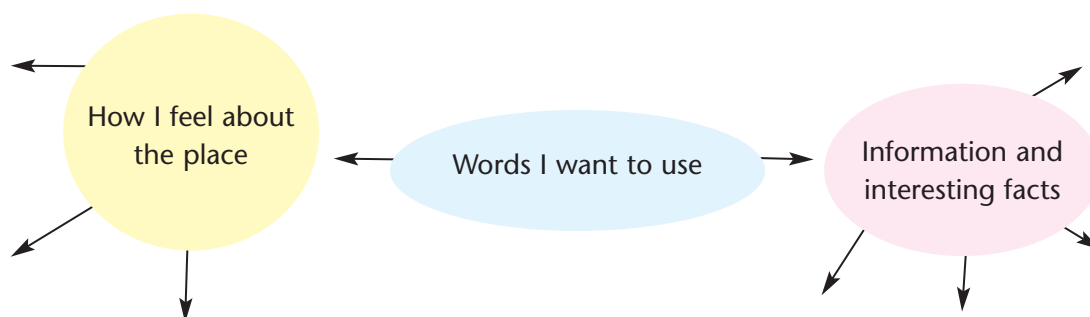 How I feel about
the place
Words I want to use
Information and
interesting facts